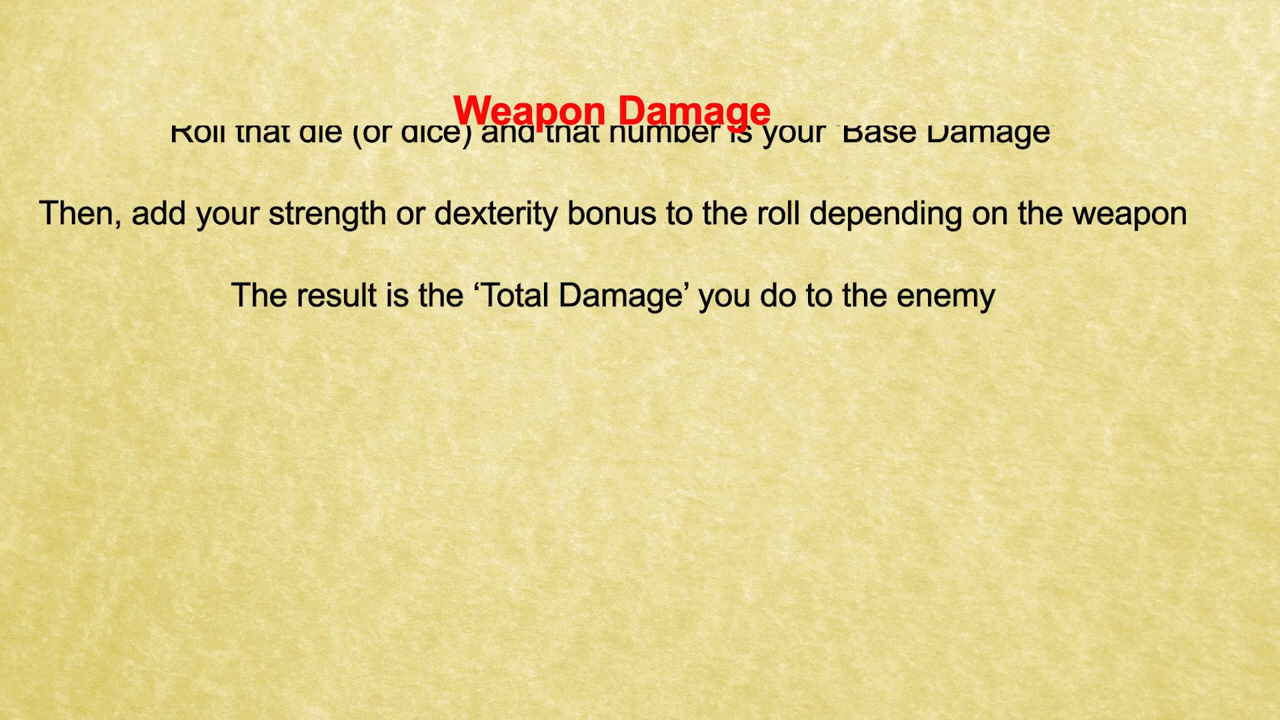 Weapon Damage
Roll that die (or dice) and that number is your ‘Base Damage’
Then, add your strength or dexterity bonus to the roll depending on the weapon
The result is the ‘Total Damage’ you do to the enemy